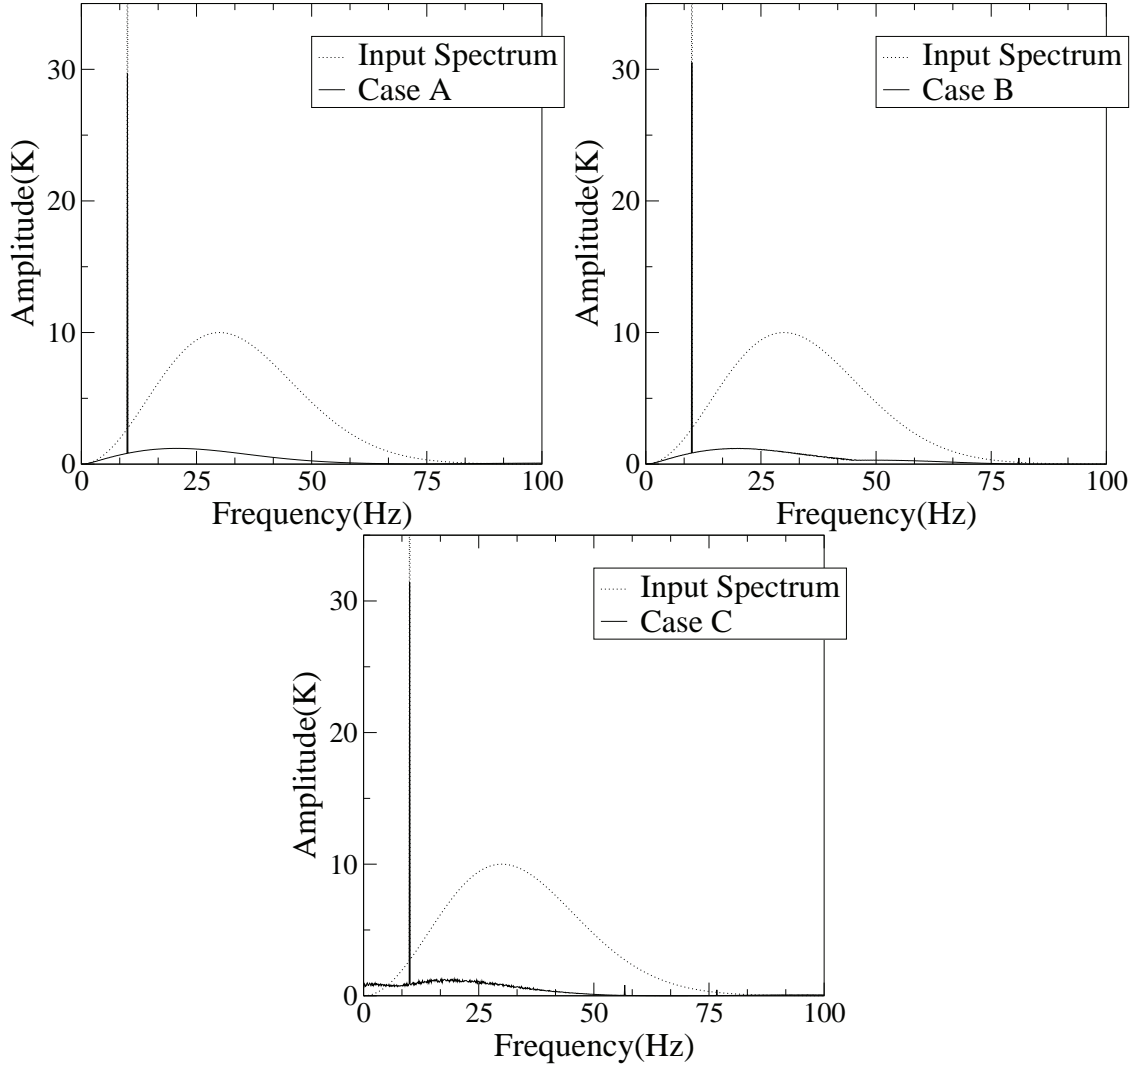 Input Spectrum
Case A
30
20
10
0
0 25 50 75 100
Amplitude(K)
Frequency(Hz)
Input Spectrum
Case B
30
20
10
0
0 25 50 75 100
Amplitude(K)
Frequency(Hz)
Input Spectrum
Case C
30
20
10
0
0 25 50 75 100
Amplitude(K)
Frequency(Hz)